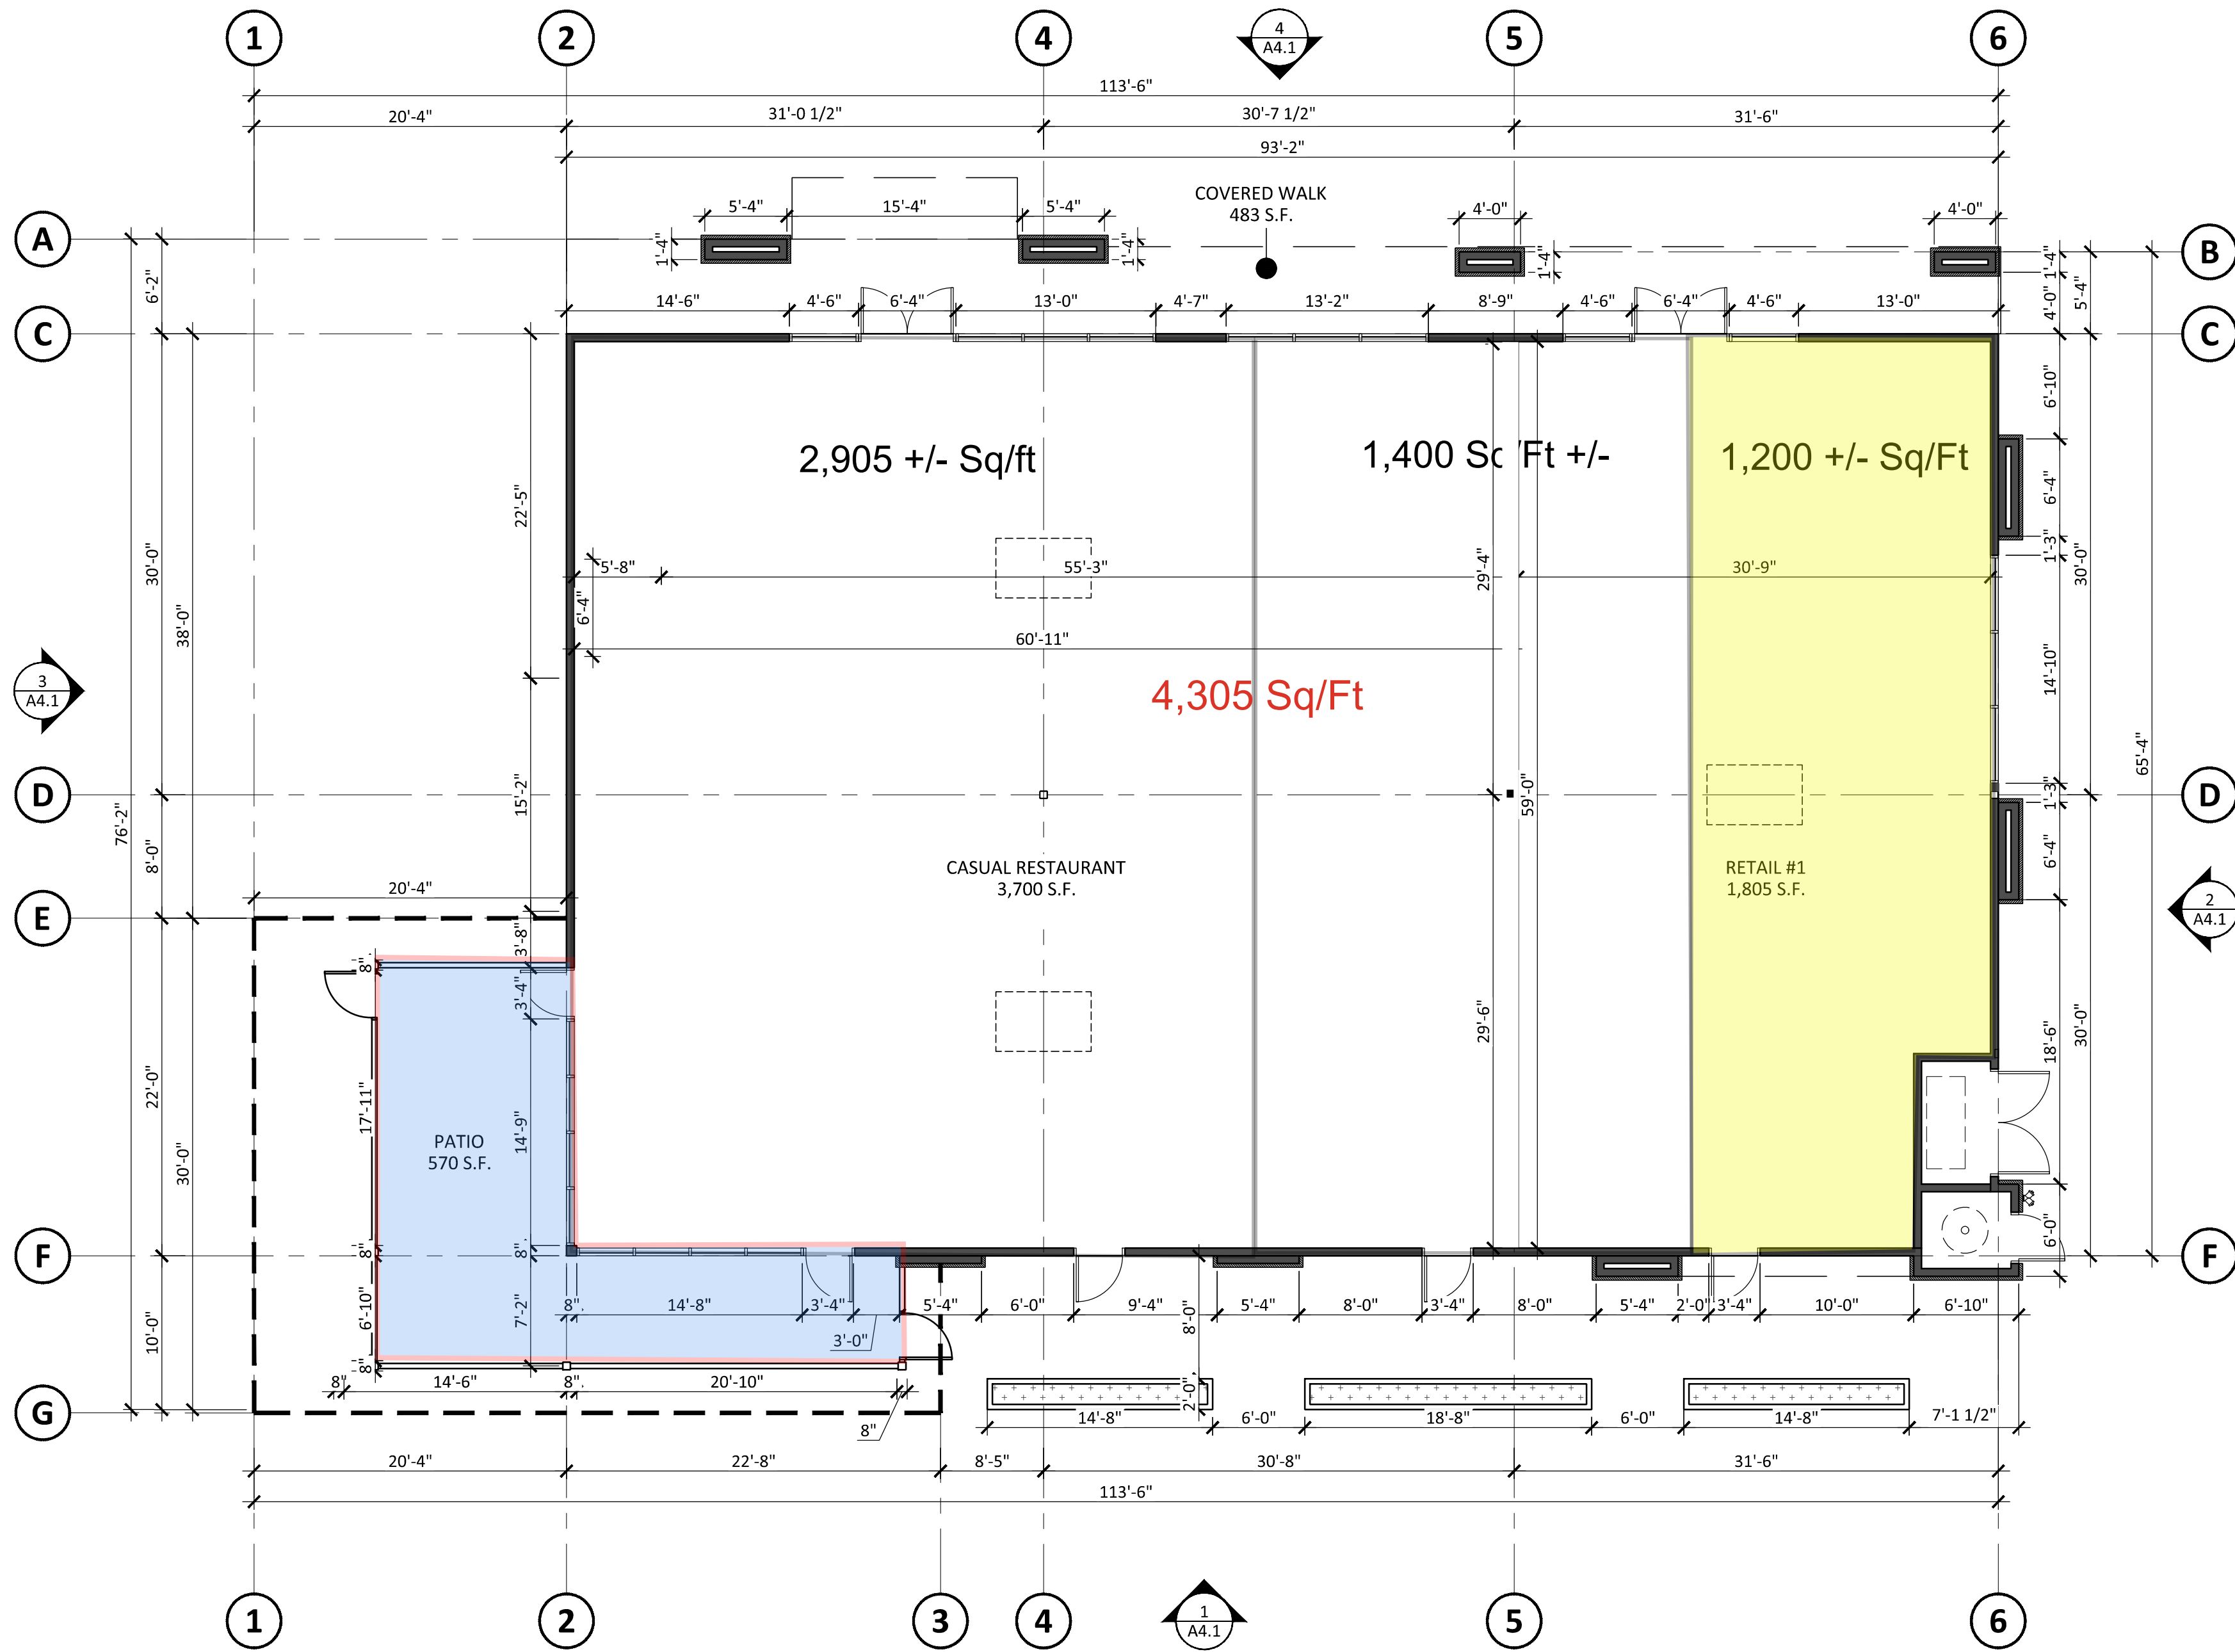 1 2 4 5 6
4
A4.1
113'-6"
20'-4" 31'-0 1/2" 30'-7 1/2" 31'-6"
93'-2"
COVERED WALK
483 S.F.
5'-4" 15'-4" 5'-4" 4'-0" 4'-0"
A B
1'-4" 1'-4" 1'-4" 1'-4"
6'-2" 4'-0" 5'-4"
14'-6" 4'-6" 6'-4" 13'-0" 4'-7" 13'-2" 8'-9" 4'-6" 6'-4" 4'-6" 13'-0"
C C
6'-10"
2,905 +/- Sq/ft 1,400 Sq/Ft +/- 1,200 +/- Sq/Ft
22'-5" 6'-4"
30'-0" 5'-8" 55'-3" 29'-4" 30'-9" 1'-3" 30'-0"
6'-4"
38'-0" 60'-11"
3
A4.1
4,305 Sq/Ft
14'-10"
65'-4"
15'-2"
D D
76'-2" 59'-0" 1'-3"
8'-0" 6'-4"
CASUAL RESTAURANT
3,700 S.F.
RETAIL #1
1,805 S.F.
20'-4"
2
A4.1
E
3'-8"
8"
3'-4"
29'-6"
18'-6" 30'-0"
22'-0"
17'-11" 14'-9"
PATIO
570 S.F.
30'-0"
6'-0"
F F
8" 8"
6'-10" 7'-2" 8" 14'-8" 3'-4" 5'-4" 6'-0" 9'-4" 5'-4" 8'-0" 3'-4" 8'-0" 5'-4" 2'-0" 3'-4" 10'-0" 6'-10"
10'-0" 3'-0" 8'-0"
8"
8" 14'-6" 8" 20'-10" 2'-0"
G
8" 14'-8" 6'-0" 18'-8" 6'-0" 14'-8" 7'-1 1/2"
20'-4" 22'-8" 8'-5" 30'-8" 31'-6"
113'-6"
1
A4.1
1 2 3 4 5 6